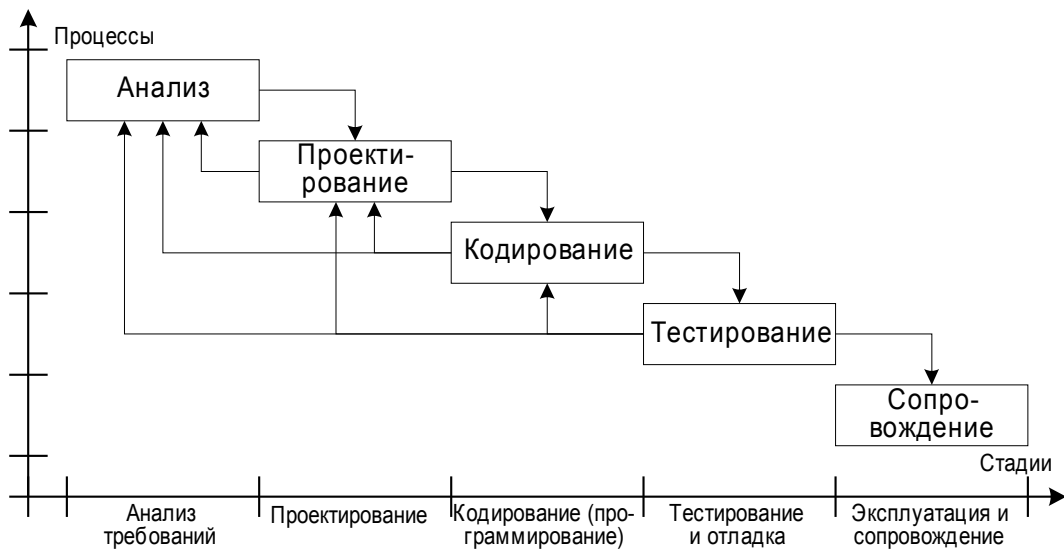 Процессы
Анализ
Проекти-
рование
Кодирование
Тестирование
Сопро-
вождение
Стадии
Анализ
требований
Проектирование
Кодирование (про-
граммирование)
Тестирование
и отладка
Эксплуатация и
сопровождение